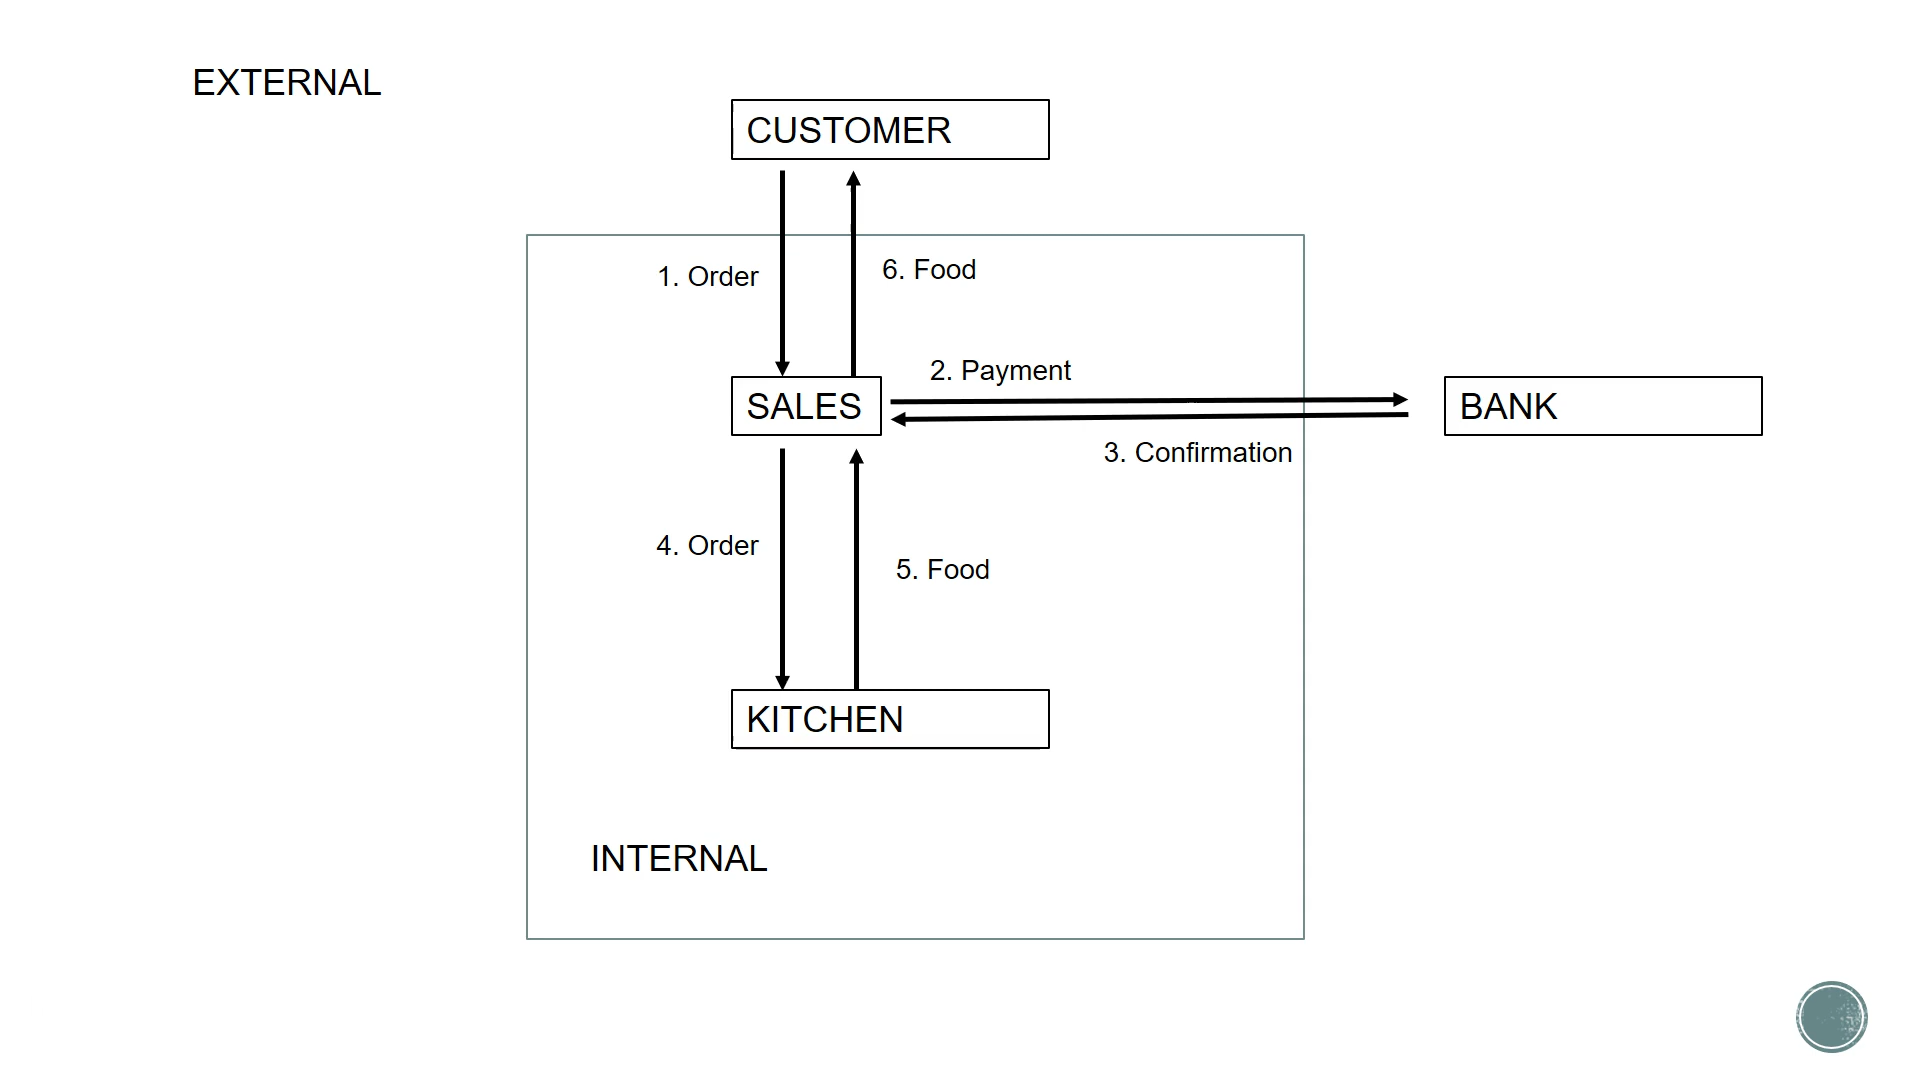 EXTERNAL
CUSTOMER
1. Order
6. Food
2. Payment
SALES
BANK
3. Confirmation
4. Order
5. Food
KITCHEN
INTERNAL